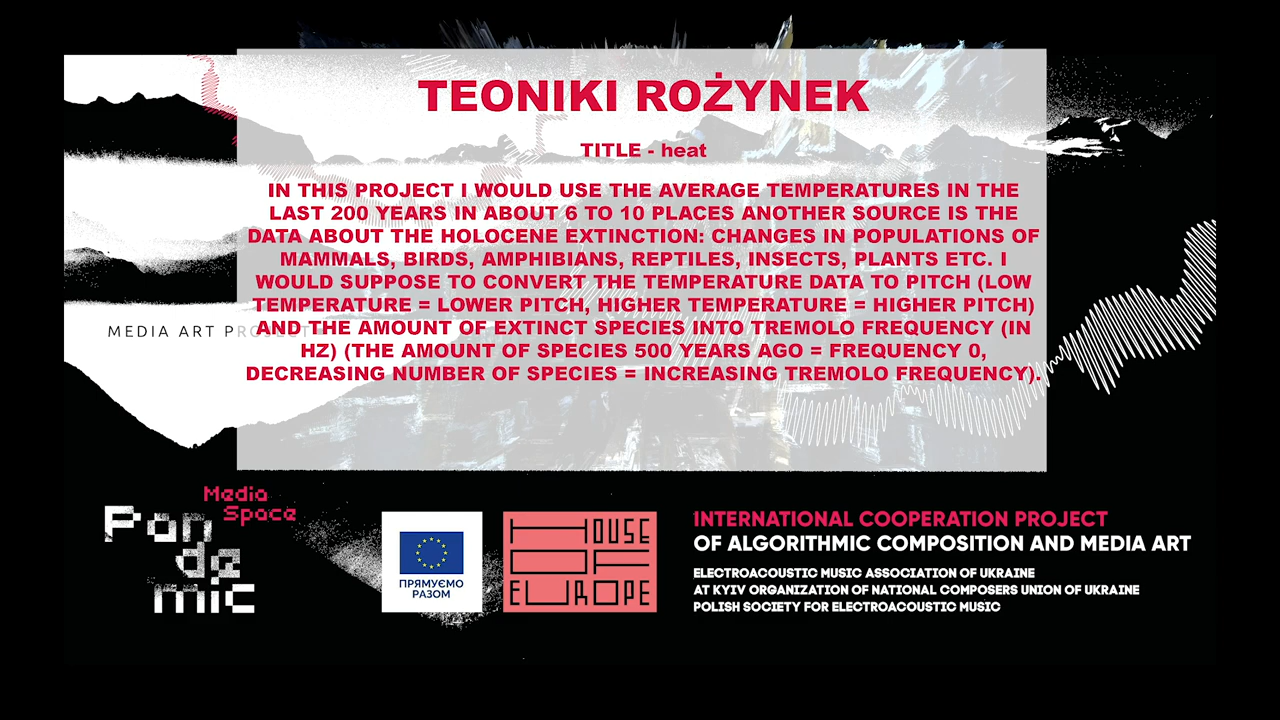 TEONIKI ROŻYNEK
TITLE - heat
IN THIS PROJECT I WOULD USE THE AVERAGE TEMPERATURES IN THE
LAST 200 YEARS IN ABOUT 6 TO 10 PLACES ANOTHER SOURCE IS THE
DATA ABOUT THE HOLOCENE EXTINCTION: CHANGES IN POPULATIONS OF
MAMMALS, BIRDS, AMPHIBIANS, REPTILES, INSECTS, PLANTS ETC. I
WOULD SUPPOSE TO CONVERT THE TEMPERATURE DATA TO PITCH (LOW
TEMPERATURE = LOWER PITCH, HIGHER TEMPERATURE = HIGHER PITCH)
AND THE AMOUNT OF EXTINCT SPECIES INTO TREMOLO FREQUENCY (IN
HZ) (THE AMOUNT OF SPECIES 500 YEARS AGO = FREQUENCY 0,
DECREASING NUMBER OF SPECIES = INCREASING TREMOLO FREQUENCY).
MEDIA ART PROJECT
Media
Space
Pan
de
mic
ПРЯМУЄМО
РАЗОМ
HOUSE
OF
EUROPE
INTERNATIONAL COOPERATION PROJECT
OF ALGORITHMIC COMPOSITION AND MEDIA ART
ELECTROACOUSTIC MUSIC ASSOCIATION OF UKRAINE
AT KYIV ORGANIZATION OF NATIONAL COMPOSERS UNION OF UKRAINE
POLISH SOCIETY FOR ELECTROACOUSTIC MUSIC